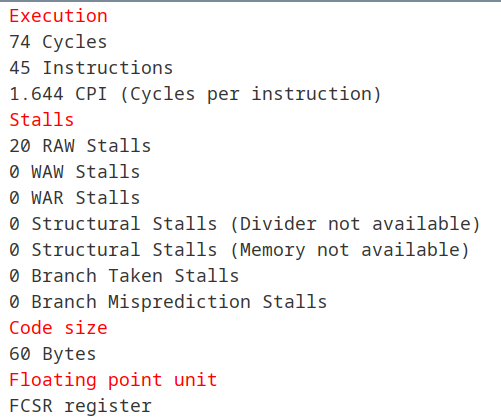 Execution
74 Cycles
45 Instructions
1.644 CPI (Cycles per instruction)
Stalls
20 RAW Stalls
0 WAW Stalls
0 WAR Stalls
0 Structural Stalls (Divider not available)
0 Structural Stalls (Memory not available)
0 Branch Taken Stalls
0 Branch Misprediction Stalls
Code size
60 Bytes
Floating point unit
FCSR register